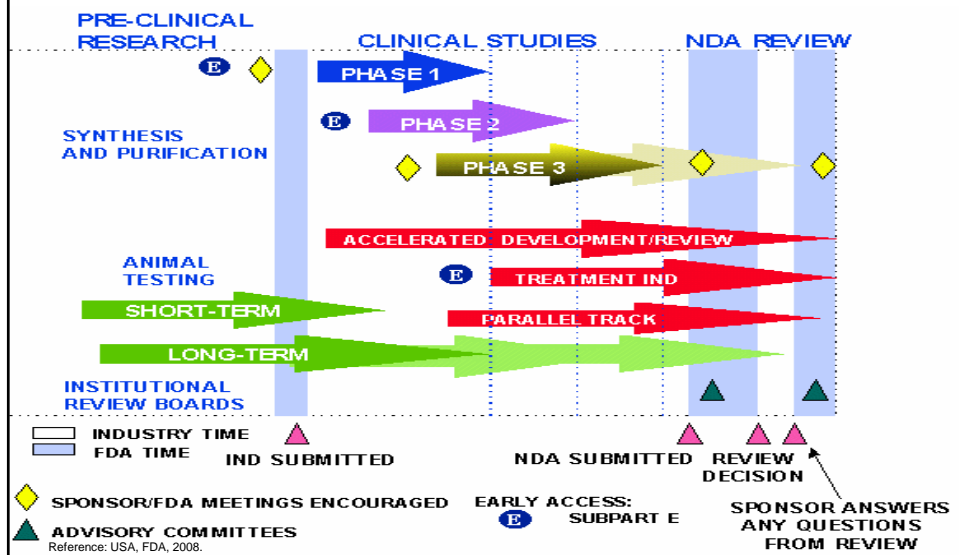 PRE-CLINICAL
RESEARCH
CLINICAL STUDIES
NDA REVIEW
E
PHASE 1
E
PHASE 2
SYNTHESIS
AND PURIFICATION
PHASE 3
ACCELERATED DEVELOPMENT/REVIEW
ANIMAL
TESTING
E
TREATMENT IND
SHORT-TERM
PARALLEL TRACK
LONG-TERM
INSTITUTIONAL
REVIEW BOARDS
INDUSTRY TIME
FDA TIME
IND SUBMITTED
NDA SUBMITTED
REVIEW
DECISION
SPONSOR/FDA MEETINGS ENCOURAGED
EARLY ACCESS:
E SUBPART E
SPONSOR ANSWERS
ANY QUESTIONS
FROM REVIEW
ADVISORY COMMITTEES
Reference: USA, FDA, 2008.